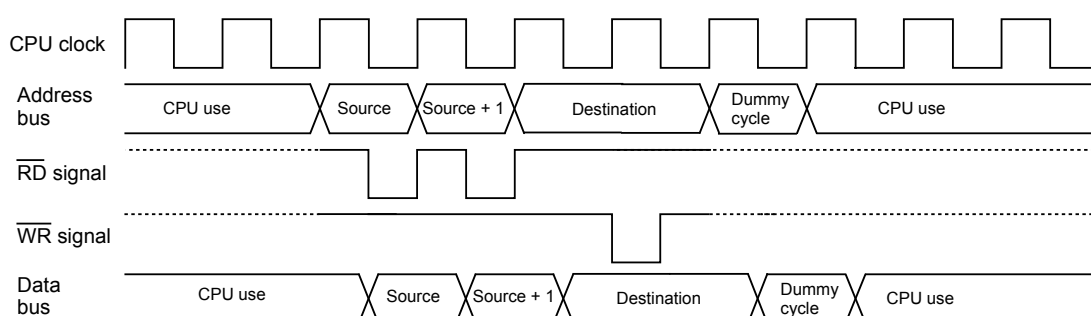 CPU clock
Address bus
CPU use
Source
Source + 1
Destination
Dummy cycle
CPU use
RD signal
WR signal
Data bus
CPU use
Source
Source + 1
Destination
Dummy cycle
CPU use